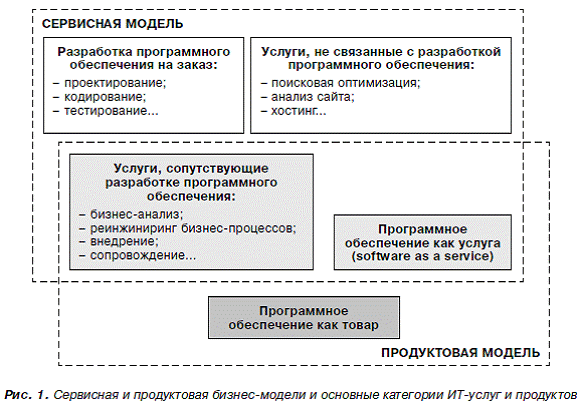 СЕРВИСНАЯ МОДЕЛЬ
Разработка программного
обеспечения на заказ:
– проектирование;
– кодирование;
– тестирование...
Услуги, не связанные с разработкой
программного обеспечения:
– поисковая оптимизация;
– анализ сайта;
– хостинг...
Услуги, сопутствующие
разработке программного
обеспечения:
– бизнес-анализ;
– реинжиниринг бизнес-процессов;
– внедрение;
– сопровождение...
Программное
обеспечение как услуга
(software as a service)
Программное
обеспечение как товар
ПРОДУКТОВАЯ МОДЕЛЬ
Рис. 1. Сервисная и продуктовая бизнес-модели и основные категории ИТ-услуг и продуктов